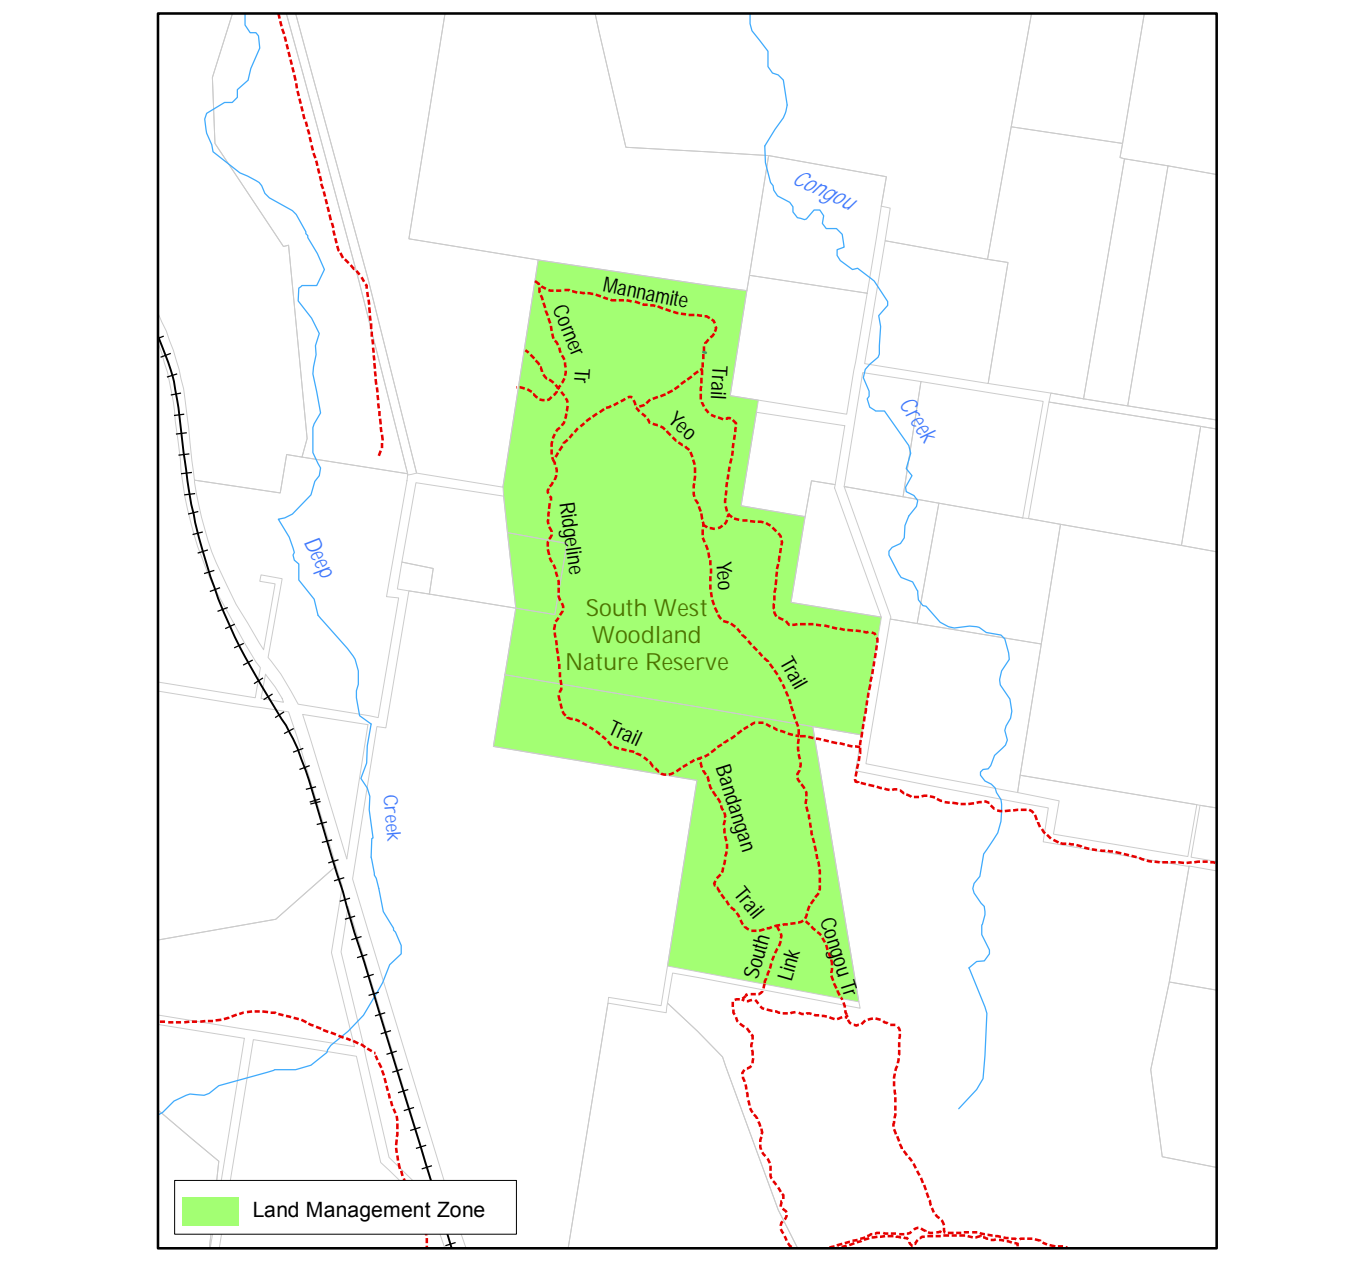 Congou
Mannamite
Corner
Tr
Trail
Yeo
Creek
Ridgeline
Deep
Yeo
South West
Woodland
Nature Reserve
Trail
Trail
Bandangan
Creek
Trail
South
Link
Congou Tr
Land Management Zone